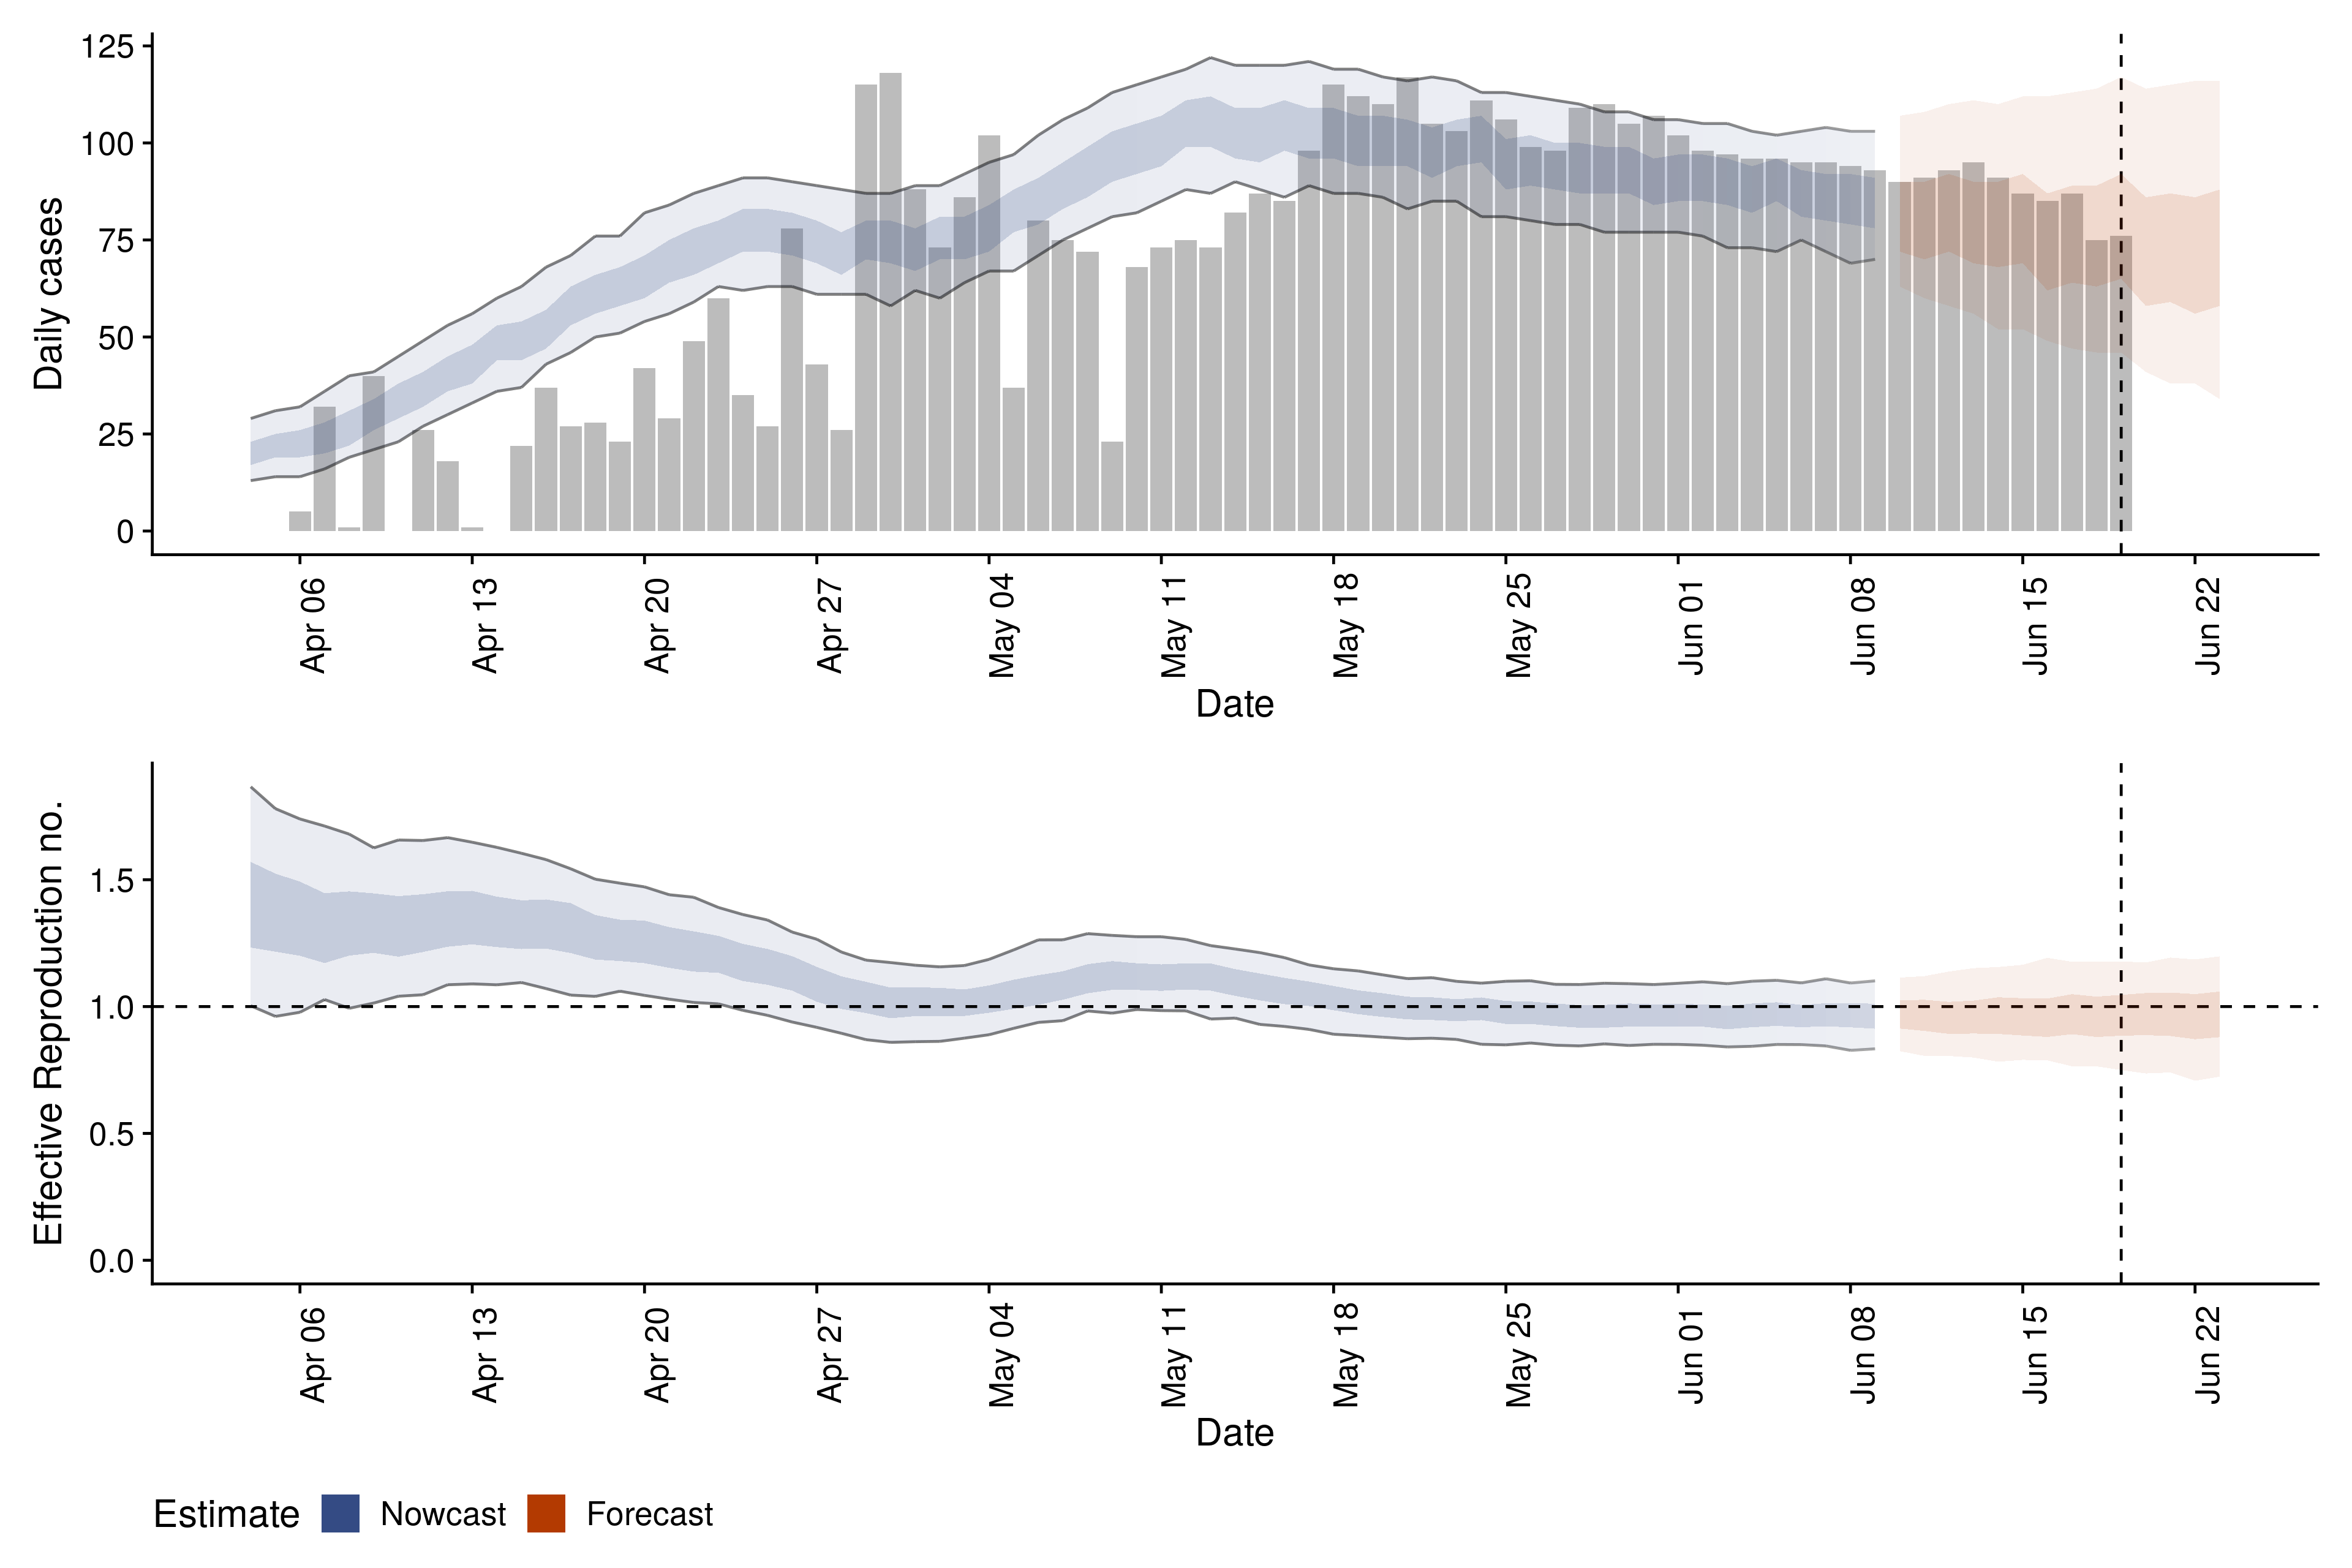 Daily cases
125
100
75
50
25
0
Apr 06
Apr 13
Apr 20
Apr 27
May 04
May 11
May 18
May 25
Jun 01
Jun 08
Jun 15
Jun 22
Date
Effective Reproduction no.
1.5
1.0
0.5
0.0
Apr 06
Apr 13
Apr 20
Apr 27
May 04
May 11
May 18
May 25
Jun 01
Jun 08
Jun 15
Jun 22
Date
Estimate Nowcast Forecast